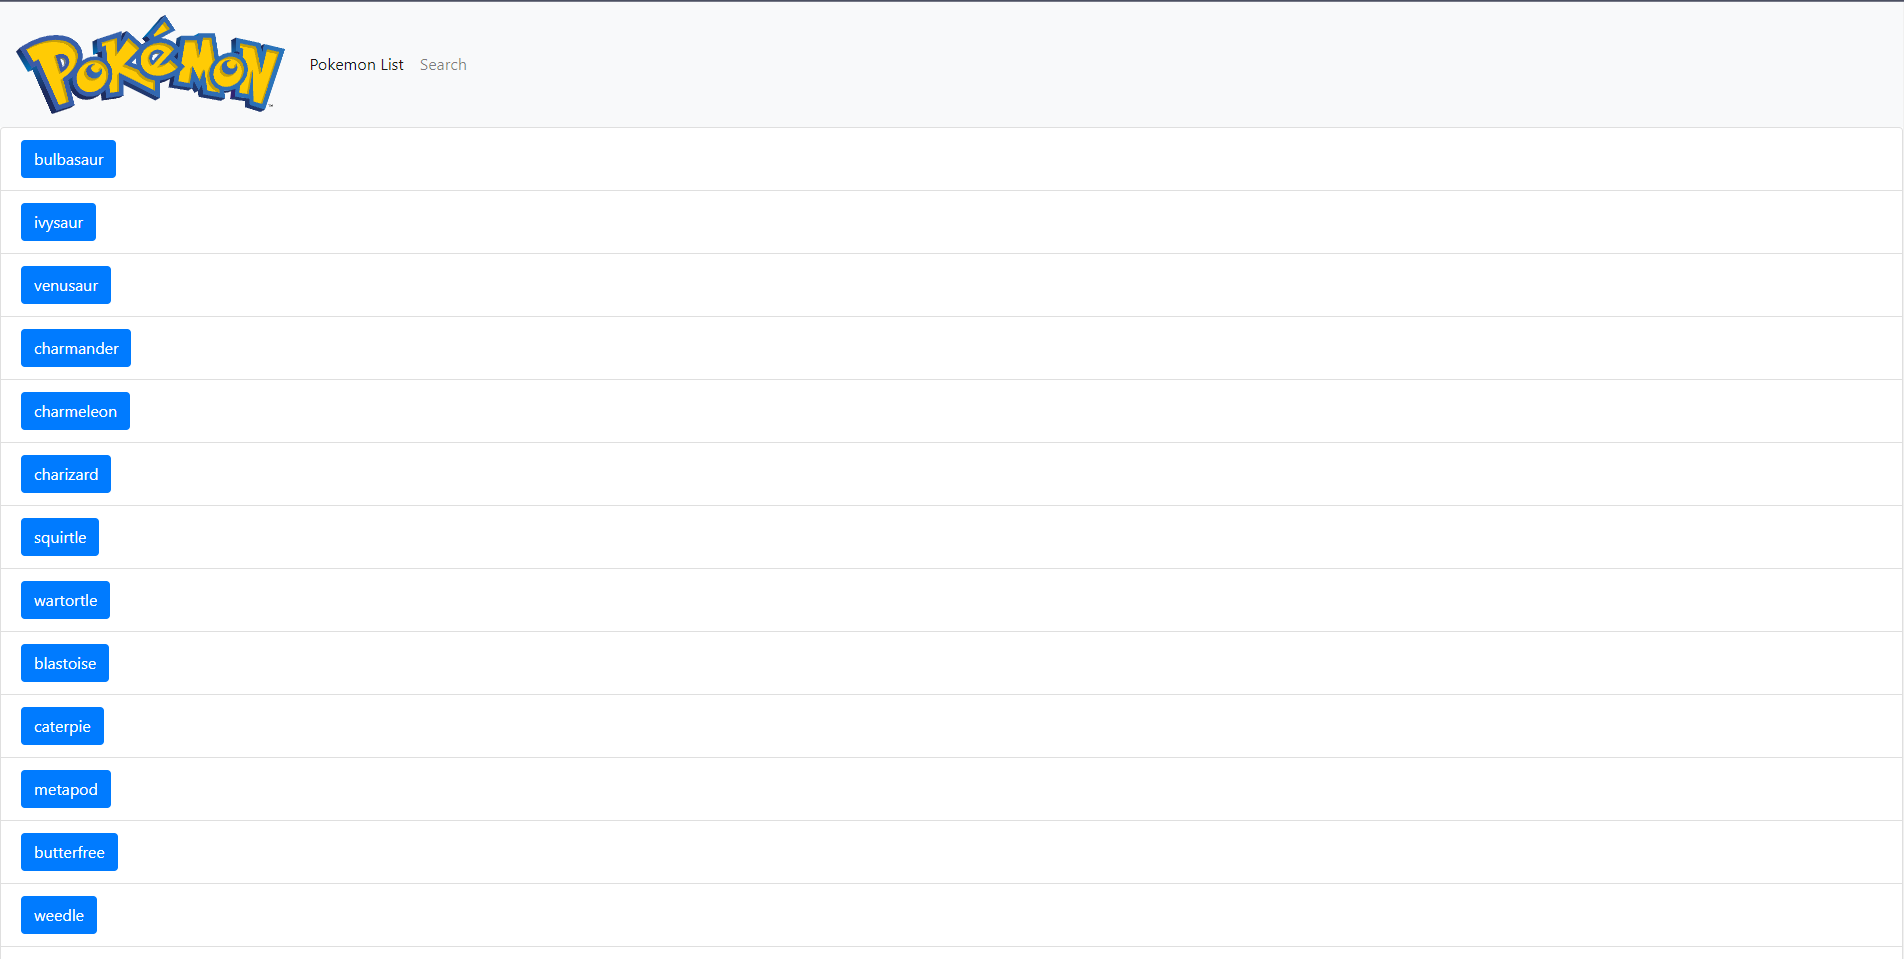 Pokémon
Pokemon List Search
bulbasaur
ivysaur
venusaur
charmander
charmeleon
charizard
squirtle
wartortle
blastoise
caterpie
metapod
butterfree
weedle